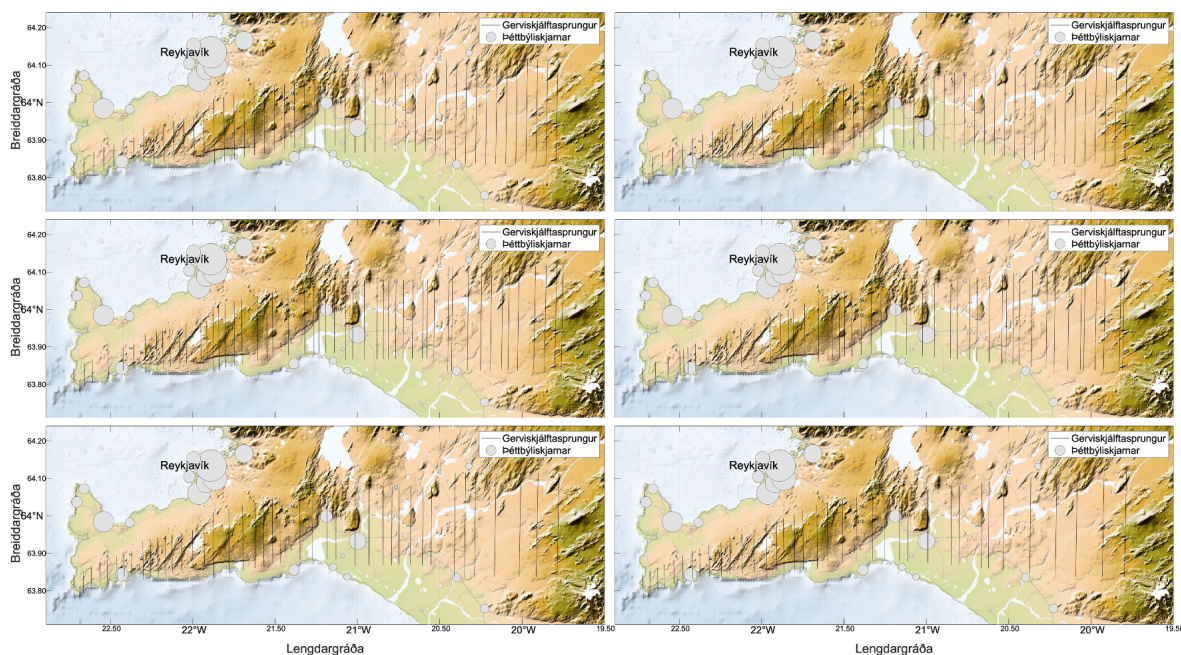 64.20
64.10
64°N
63.90
63.80
Breiddargráða
Reykjavík
Gerviskjálftasprungur
Þéttbýliskjarnar
Reykjavík
Gerviskjálftasprungur
Þéttbýliskjarnar
64.20
64.10
64°N
63.90
63.80
Breiddargráða
Reykjavík
Gerviskjálftasprungur
Þéttbýliskjarnar
Reykjavík
Gerviskjálftasprungur
Þéttbýliskjarnar
64.20
64.10
64°N
63.90
63.80
Breiddargráða
Reykjavík
Gerviskjálftasprungur
Þéttbýliskjarnar
Reykjavík
Gerviskjálftasprungur
Þéttbýliskjarnar
22.50 22°W 21.50 21°W 20.50 20°W 19.50
22.50 22°W 21.50 21°W 20.50 20°W 19.50
Lengdargráða
Lengdargráða